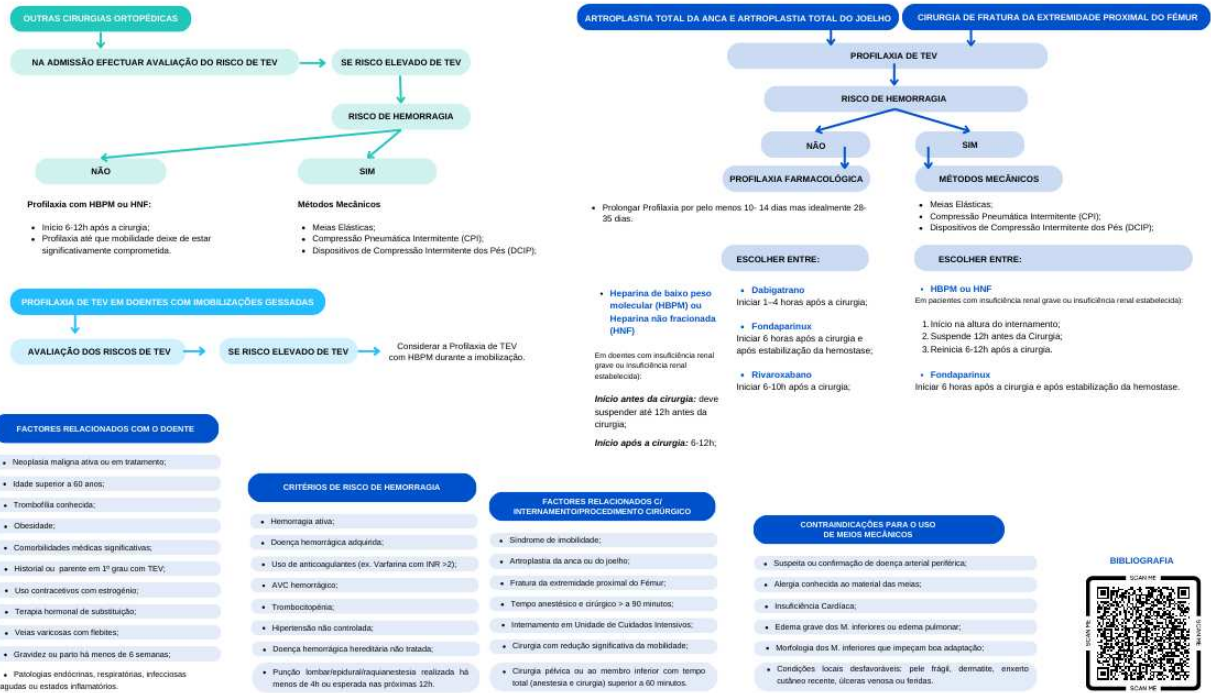 OUTRAS CIRURGIAS ORTOPÉDICAS
NA ADMISSÃO EFECTUAR AVALIAÇÃO DO RISCO DE TEV
SE RISCO ELEVADO DE TEV
RISCO DE HEMORRAGIA
NÃO
SIM
Profilaxia com HBPM ou HNF:
• Início 6-12h após a cirurgia;
• Profilaxia até que mobilidade deixe de estar
significativamente comprometida.
Métodos Mecânicos
• Meias Elásticas;
• Compressão Pneumática Intermitente (CPI);
• Dispositivos de Compressão Intermitente dos Pés (DCIP);
PROFILAXIA DE TEV EM DOENTES COM IMOBILIZAÇÕES GESSADAS
AVALIAÇÃO DOS RISCOS DE TEV
SE RISCO ELEVADO DE TEV
Considerar a Profilaxia de TEV
com HBPM durante a imobilização.
ARTROPLASTIA TOTAL DA ANCA E ARTROPLASTIA TOTAL DO JOELHO
CIRURGIA DE FRATURA DA EXTREMIDADE PROXIMAL DO FÉMUR
PROFILAXIA DE TEV
RISCO DE HEMORRAGIA
NÃO
SIM
PROFILAXIA FARMACOLÓGICA
MÉTODOS MECÂNICOS
• Prolongar Profilaxia por pelo menos 10- 14 dias mas idealmente 28-
35 dias.
• Meias Elásticas;
• Compressão Pneumática Intermitente (CPI);
• Dispositivos de Compressão Intermitente dos Pés (DCIP);
ESCOLHER ENTRE:
ESCOLHER ENTRE:
• Heparina de baixo peso
molecular (HBPM) ou
Heparina não fracionada
(HNF)
Em doentes com insuficiência renal
grave ou insuficiência renal
estabelecida):
Início antes da cirurgia: deve
suspender até 12h antes da
cirurgia;
Início após a cirurgia: 6-12h;
• Dabigatrano
Iniciar 1–4 horas após a cirurgia;
• Fondaparinux
Iniciar 6 horas após a cirurgia e
após estabilização da hemostase;
• Rivaroxabano
Iniciar 6-10h após a cirurgia;
• HBPM ou HNF
Em pacientes com insuficiência renal grave ou insuficiência renal estabelecida):
1. Início na altura do internamento;
2. Suspende 12h antes da Cirurgia;
3. Reinicia 6-12h após a cirurgia.
• Fondaparinux
Iniciar 6 horas após a cirurgia e após estabilização da hemostase.
FACTORES RELACIONADOS COM O DOENTE
• Neoplasia maligna ativa ou em tratamento;
• Idade superior a 60 anos;
• Trombofilia conhecida;
• Obesidade;
• Comorbilidades médicas significativas;
• Historial ou parente em 1º grau com TEV;
• Uso contracetivos com estrogénio;
• Terapia hormonal de substituição;
• Veias varicosas com flebites;
• Gravidez ou parto há menos de 6 semanas;
• Patologias endócrinas, respiratórias, infecciosas
agudas ou estados inflamatórios.
CRITÉRIOS DE RISCO DE HEMORRAGIA
• Hemorragia ativa;
• Doença hemorrágica adquirida;
• Uso de anticoagulantes (ex. Varfarina com INR >2);
• AVC hemorrágico;
• Trombocitopénia;
• Hipertensão não controlada;
• Doença hemorrágica hereditária não tratada;
• Punção lombar/epidural/raquianestesia realizada há
menos de 4h ou esperada nas próximas 12h.
FACTORES RELACIONADOS C/
INTERNAMENTO/PROCEDIMENTO CIRÚRGICO
• Síndrome de imobilidade;
• Artroplastia da anca ou do joelho;
• Fratura da extremidade proximal do Fémur;
• Tempo anestésico e cirúrgico > a 90 minutos;
• Internamento em Unidade de Cuidados Intensivos;
• Cirurgia com redução significativa da mobilidade;
• Cirurgia pélvica ou ao membro inferior com tempo
total (anestesia e cirurgia) superior a 60 minutos.
CONTRAINDICAÇÕES PARA O USO
DE MEIOS MECÂNICOS
• Suspeita ou confirmação de doença arterial periférica;
• Alergia conhecida ao material das meias;
• Insuficiência Cardíaca;
• Edema grave dos M. inferiores ou edema pulmonar;
• Morfologia dos M. inferiores que impeçam boa adaptação;
• Condições locais desfavoráveis: pele frágil, dermatite, enxerto
cutâneo recente, úlceras venosa ou feridas.
BIBLIOGRAFIA
SCAN ME
SCAN ME
SCAN ME
SCAN ME